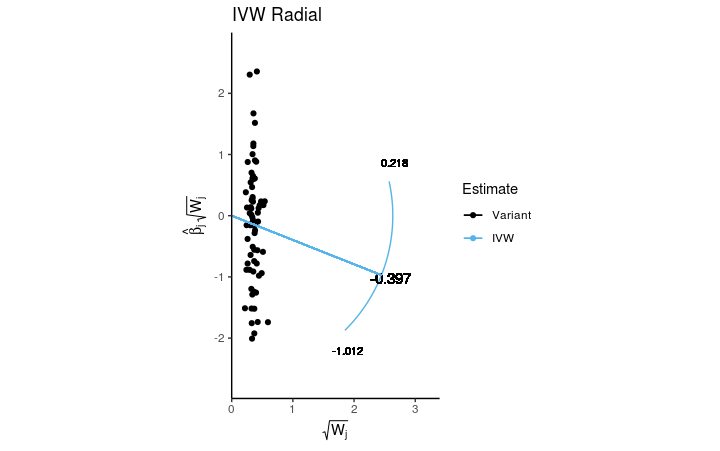 IVW Radial
β̂ⱼ√Wⱼ
2
1
0
-1
-2
0.218
-0.397
-1.012
0
1
2
3
√Wⱼ
Estimate
Variant
IVW